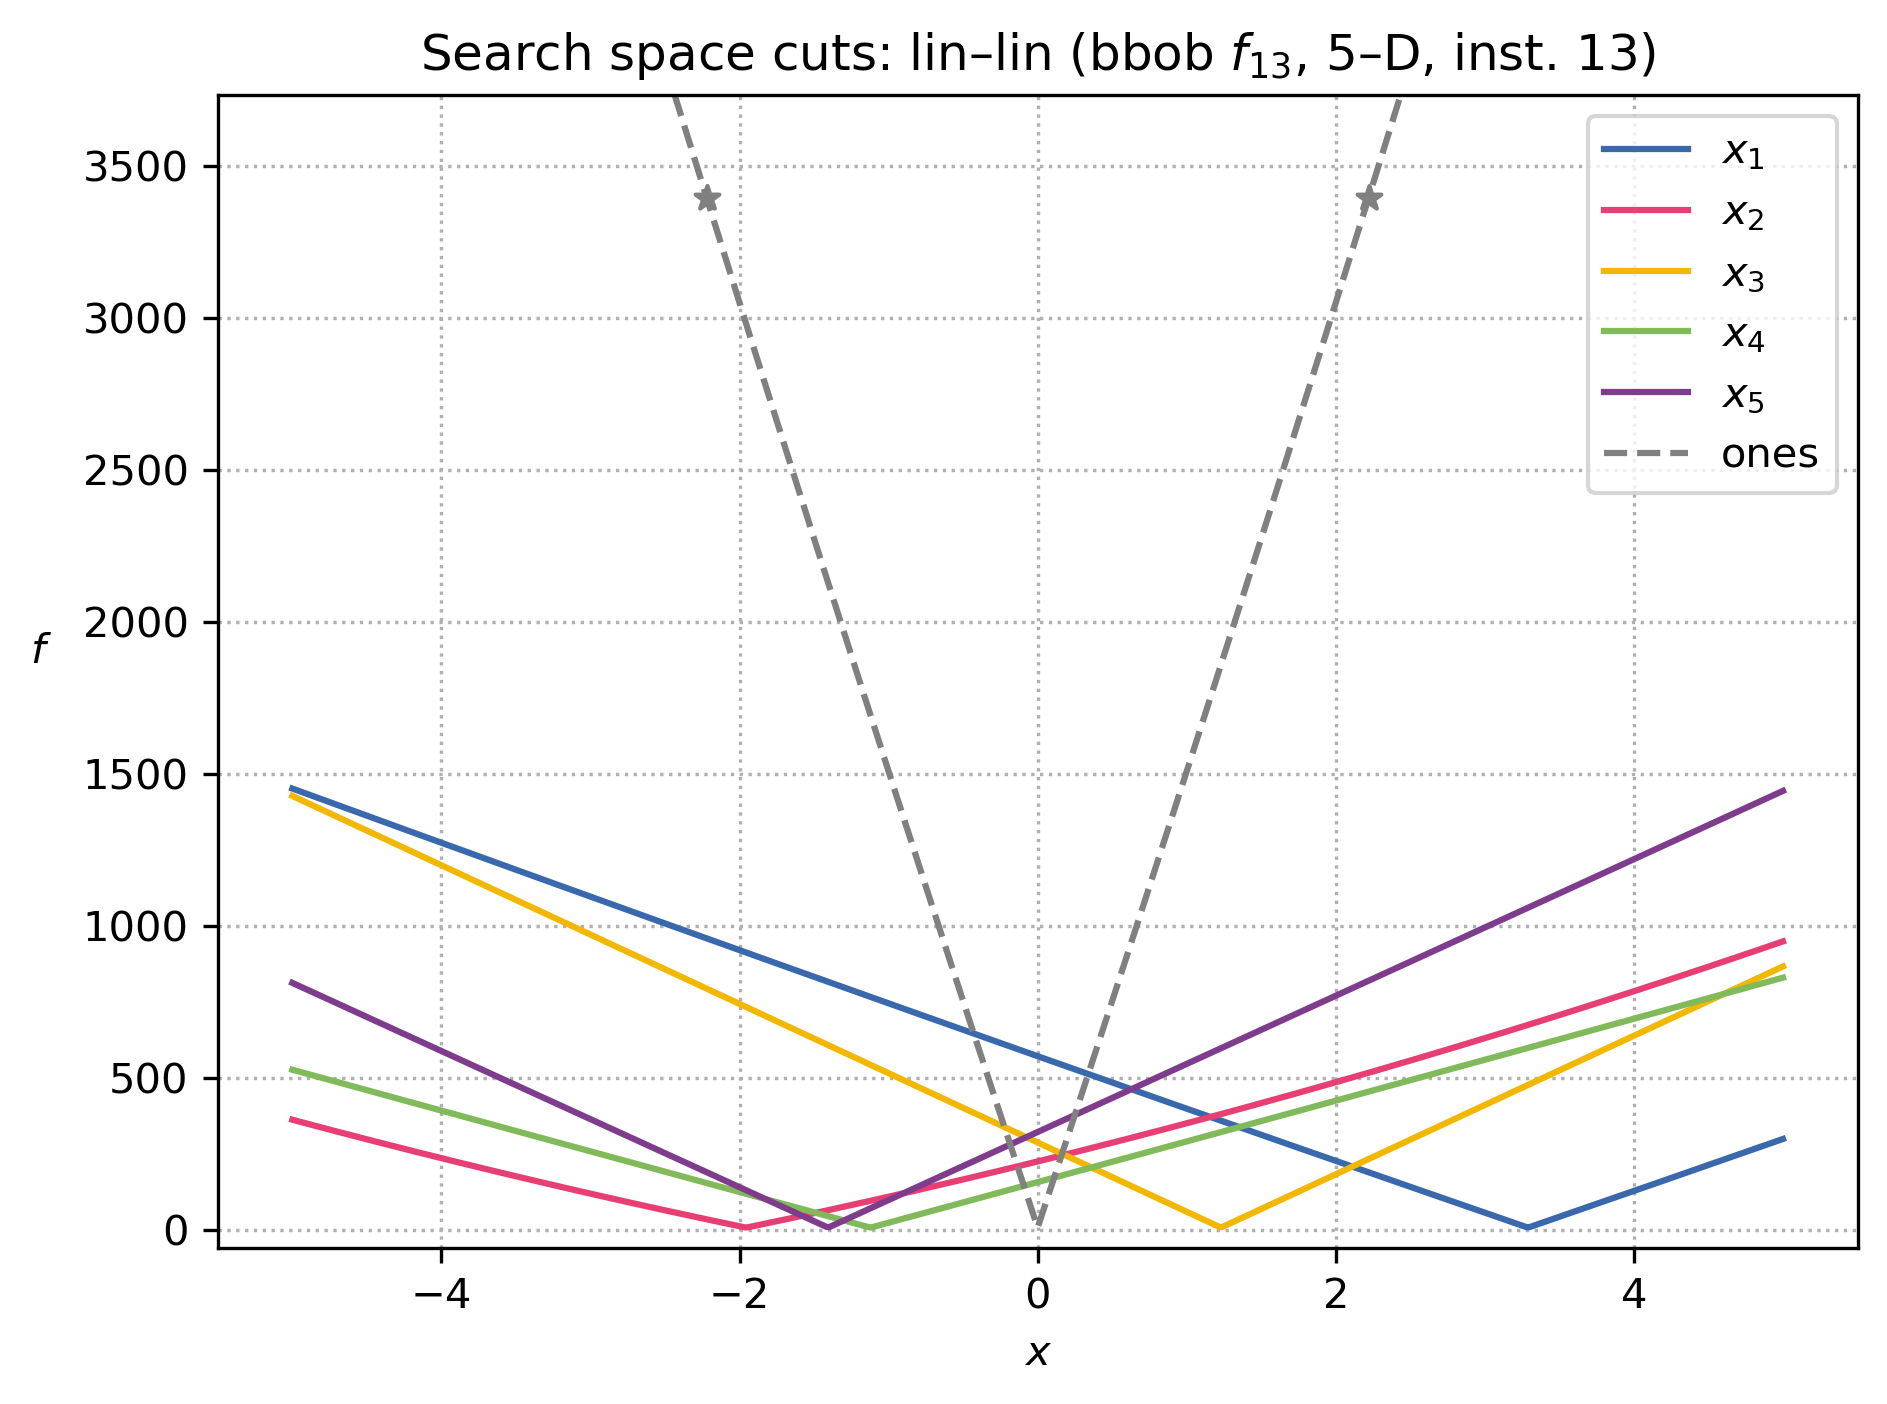 Search space cuts: lin–lin (bbob f13, 5–D, inst. 13)
3500
3000
2500
2000
1500
1000
500
0
f
−4
−2
0
2
4
x
x1
x2
x3
x4
x5
ones